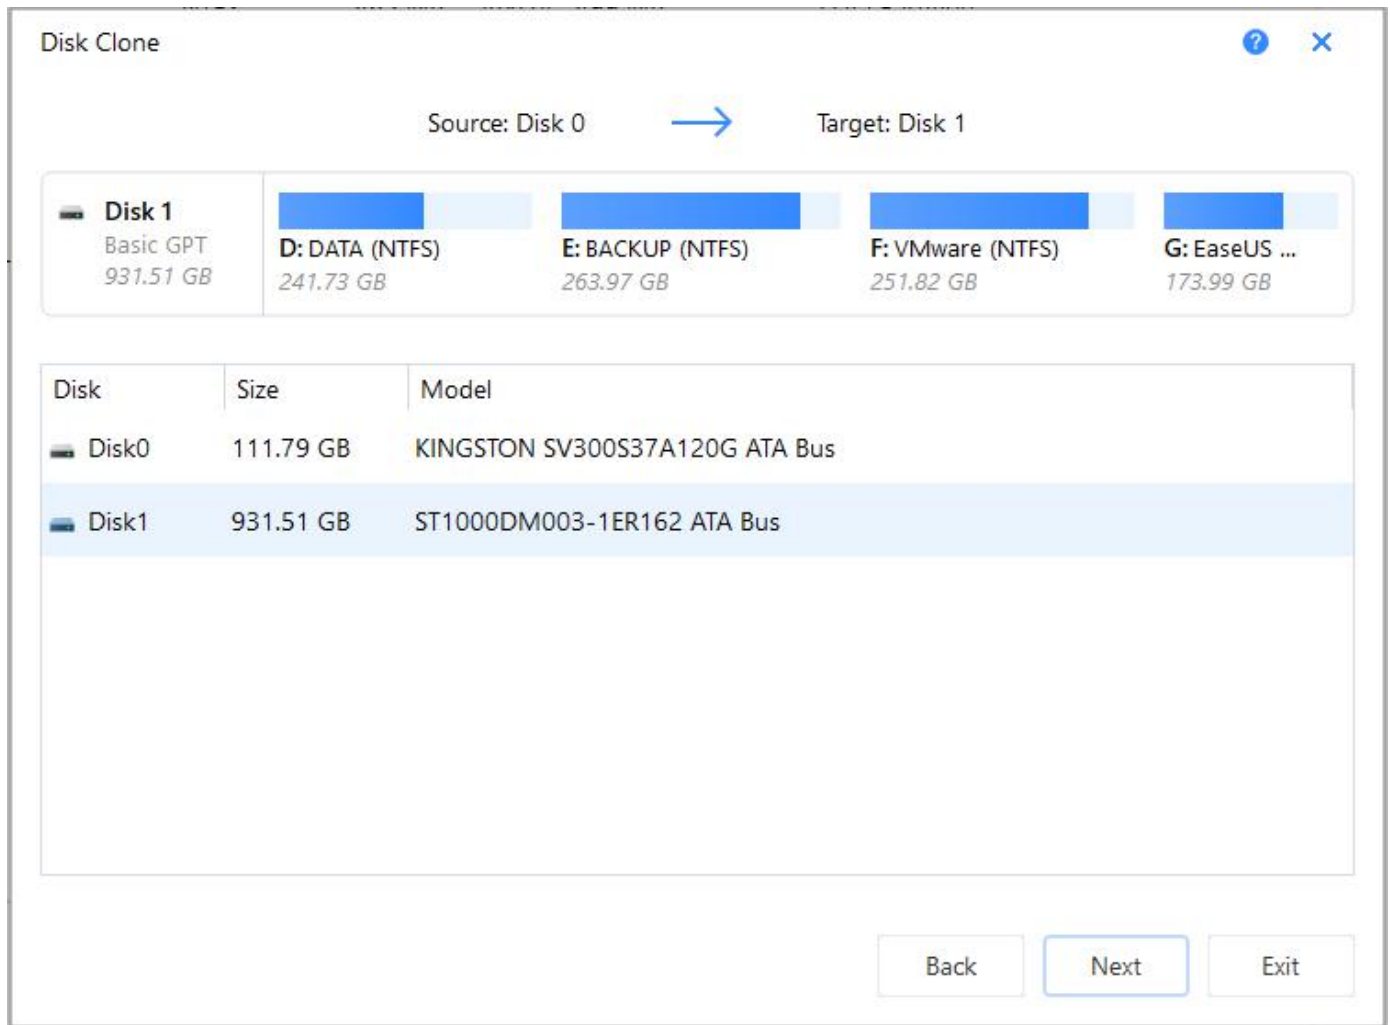 Disk Clone
Source: Disk 0 Target: Disk 1
Disk 1
Basic GPT
931.51 GB
D: DATA (NTFS)
241.73 GB
E: BACKUP (NTFS)
263.97 GB
F: VMware (NTFS)
251.82 GB
G: EaseUS ...
173.99 GB
Disk Size Model
Disk0 111.79 GB KINGSTON SV300S37A120G ATA Bus
Disk1 931.51 GB ST1000DM003-1ER162 ATA Bus
Back Next Exit